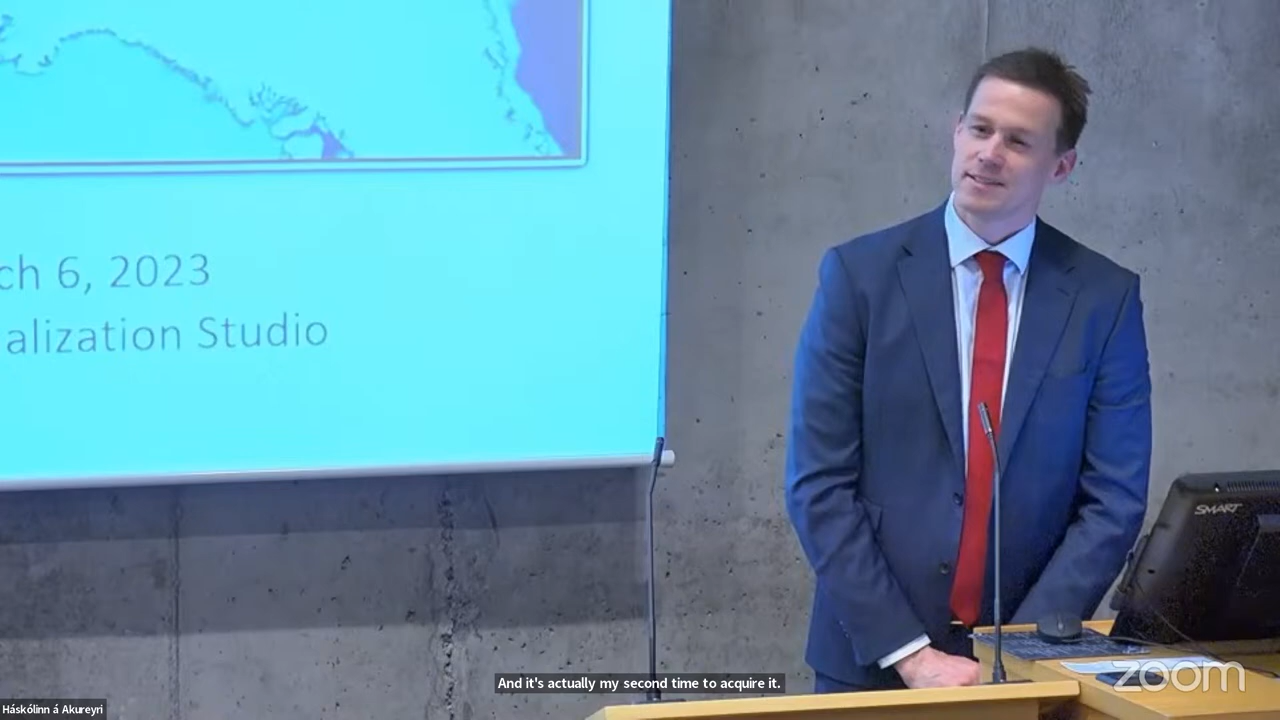 ch 6, 2023
alization Studio
SMART
And it's actually my second time to acquire it.
zoom
Háskólinn á Akureyri